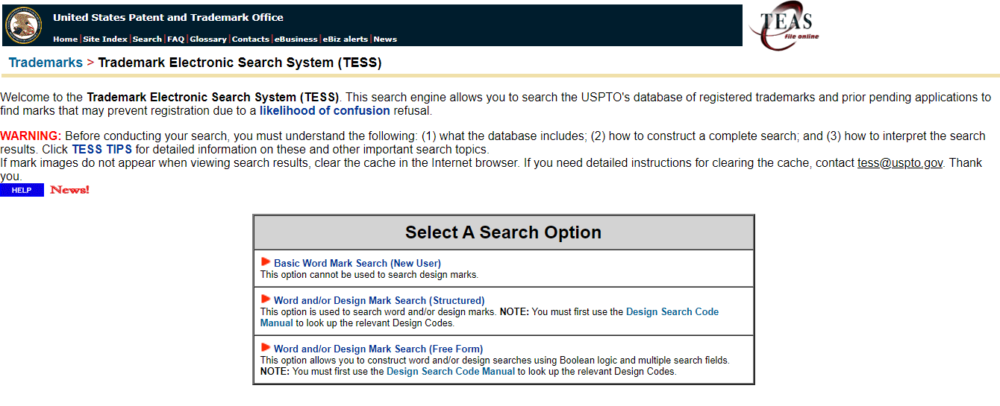 United States Patent and Trademark Office
Home | Site Index | Search | FAQ | Glossary | Contacts | eBusiness | eBiz alerts | News
TEAS
File online
Trademarks > Trademark Electronic Search System (TESS)
Welcome to the Trademark Electronic Search System (TESS). This search engine allows you to search the USPTO's database of registered trademarks and prior pending applications to
find marks that may prevent registration due to a likelihood of confusion refusal.
WARNING: Before conducting your search, you must understand the following: (1) what the database includes; (2) how to construct a complete search; and (3) how to interpret the search
results. Click TESS TIPS for detailed information on these and other important search topics.
If mark images do not appear when viewing search results, clear the cache in the Internet browser. If you need detailed instructions for clearing the cache, contact tess@uspto.gov. Thank
you.
HELP News!
Select A Search Option
Basic Word Mark Search (New User)
This option cannot be used to search design marks.
Word and/or Design Mark Search (Structured)
This option is used to search word and/or design marks. NOTE: You must first use the Design Search Code
Manual to look up the relevant Design Codes.
Word and/or Design Mark Search (Free Form)
This option allows you to construct word and/or design searches using Boolean logic and multiple search fields.
NOTE: You must first use the Design Search Code Manual to look up the relevant Design Codes.